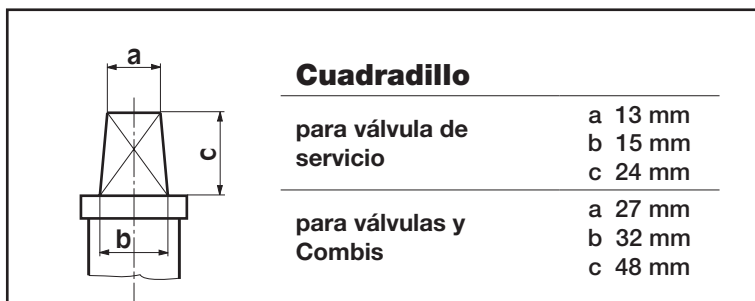 a
c
b
Cuadradillo
para válvula de
servicio
a 13 mm
b 15 mm
c 24 mm
para válvulas y
Combis
a 27 mm
b 32 mm
c 48 mm